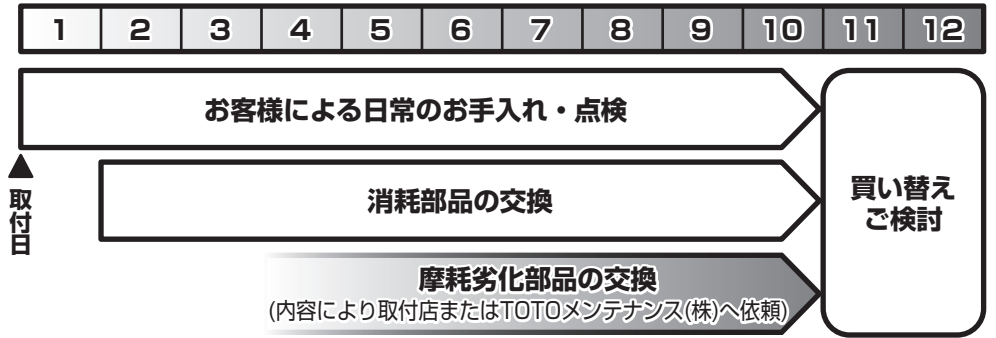 1 2 3 4 5 6 7 8 9 10 11 12
お客様による日常のお手入れ・点検
取付日
消耗部品の交換
買い替え
ご検討
摩耗劣化部品の交換
(内容により取付店またはTOTOメンテナンス(株)へ依頼)